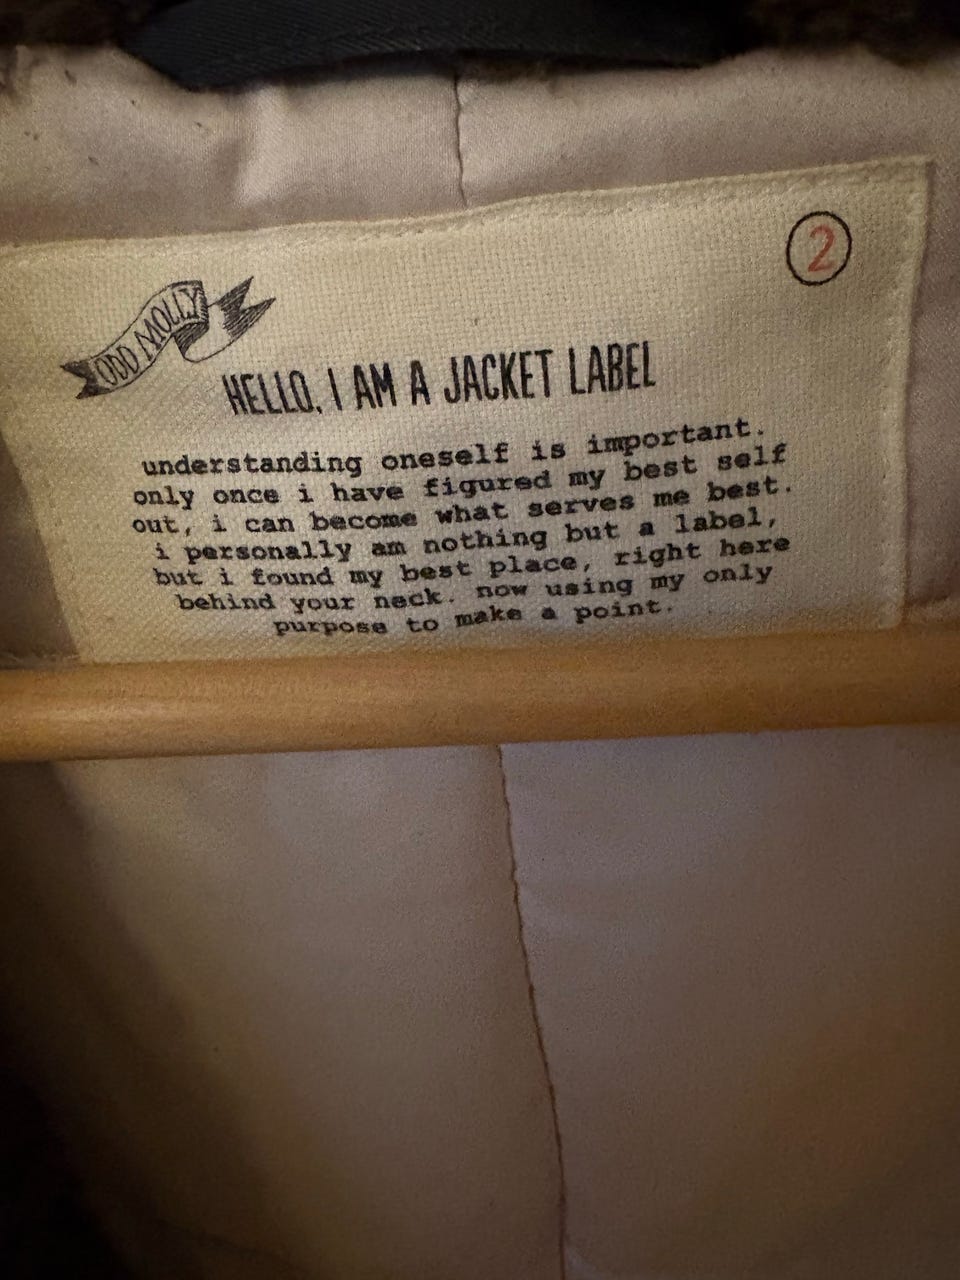 2
ODD MOLLY
HELLO, I AM A JACKET LABEL
understanding oneself is important.
only once i have figured my best self
out, i can become what serves me best.
i personally am nothing but a label,
but i found my best place, right here
behind your neck. now using my only
purpose to make a point.